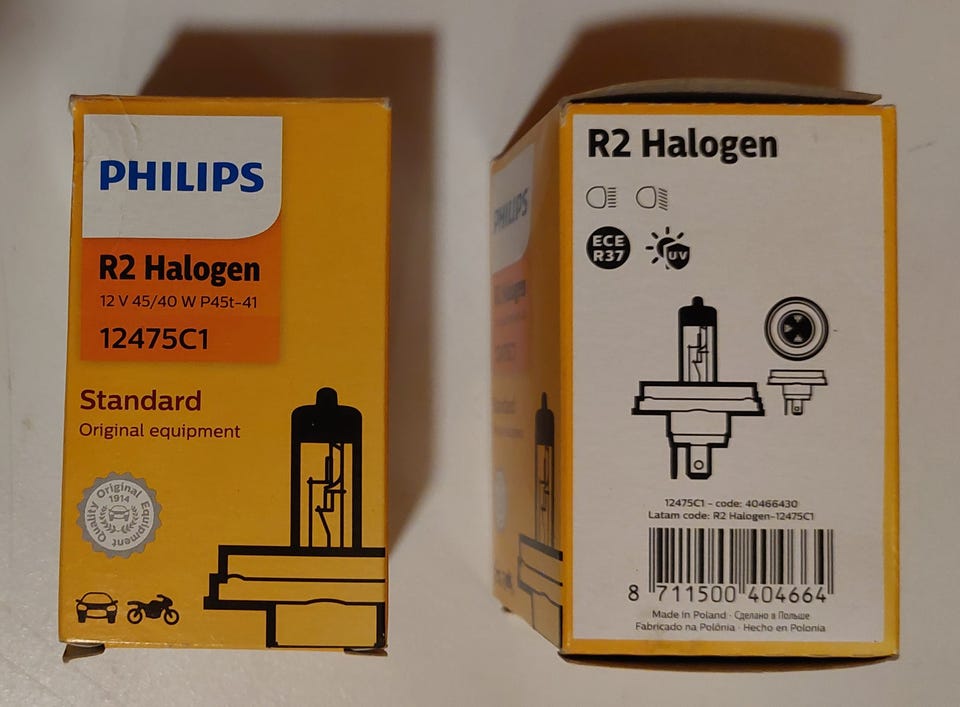 PHILIPS
R2 Halogen
12 V 45/40 W P45t-41
12475C1
Standard
Original equipment
Quality Original Equipment
1914
PHILIPS
R2 Halogen
ECE
R37
UV
12475C1 - code: 40466430
Latam code: R2 Halogen-12475C1
8 711500 404664
Made in Poland · Сделано в Польше
Fabricado na Polônia · Hecho en Polonia